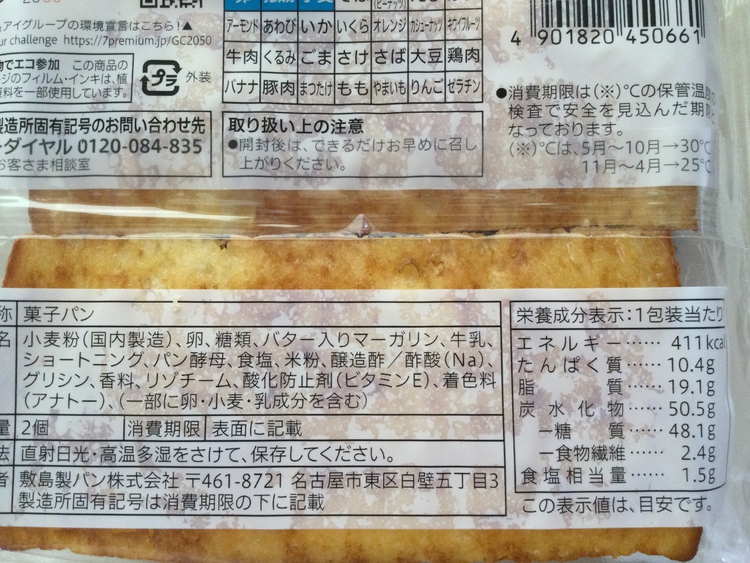 アイグループの環境宣言はこちら!▲
ur challenge https://7premium.jp/GC2050
でエコ参加 この商品の
ジのフィルム・インキは、植
原料を一部使用しています。
プラ 外装
アーモンド あわび いか いくら オレンジ カシューナッツ キウイフルーツ
牛肉 くるみ ごま さけ さば 大豆 鶏肉
バナナ 豚肉 まつたけ もも やまいも りんご ゼラチン
4 901820 450661
●消費期限は(※)℃の保管温
検査で安全を見込んだ期
なっております。
(※)℃は、5月〜10月→30℃
11月〜4月→25℃
製造所固有記号のお問い合わせ先
ーダイヤル 0120-084-835
お客さま相談室
取り扱い上の注意
●開封後は、できるだけお早めに召し
上がりください。
称 菓子パン
名 小麦粉(国内製造)、卵、糖類、バター入りマーガリン、牛乳、
ショートニング、パン酵母、食塩、米粉、醸造酢/酢酸(Na)、
グリシン、香料、リゾチーム、酸化防止剤(ビタミンE)、着色料
(アナトー)、(一部に卵・小麦・乳成分を含む)
量 2個 消費期限 表面に記載
法 直射日光・高温多湿をさけて、保存してください。
者 敷島製パン株式会社 〒461-8721 名古屋市東区白壁五丁目3
製造所固有記号は消費期限の下に記載
栄養成分表示:1包装当たり
エネルギー…… 411kcal
たんぱく質…… 10.4g
脂質…… 19.1g
炭水化物…… 50.5g
ー糖質…… 48.1g
ー食物繊維…… 2.4g
食塩相当量…… 1.5g
この表示値は、目安です。